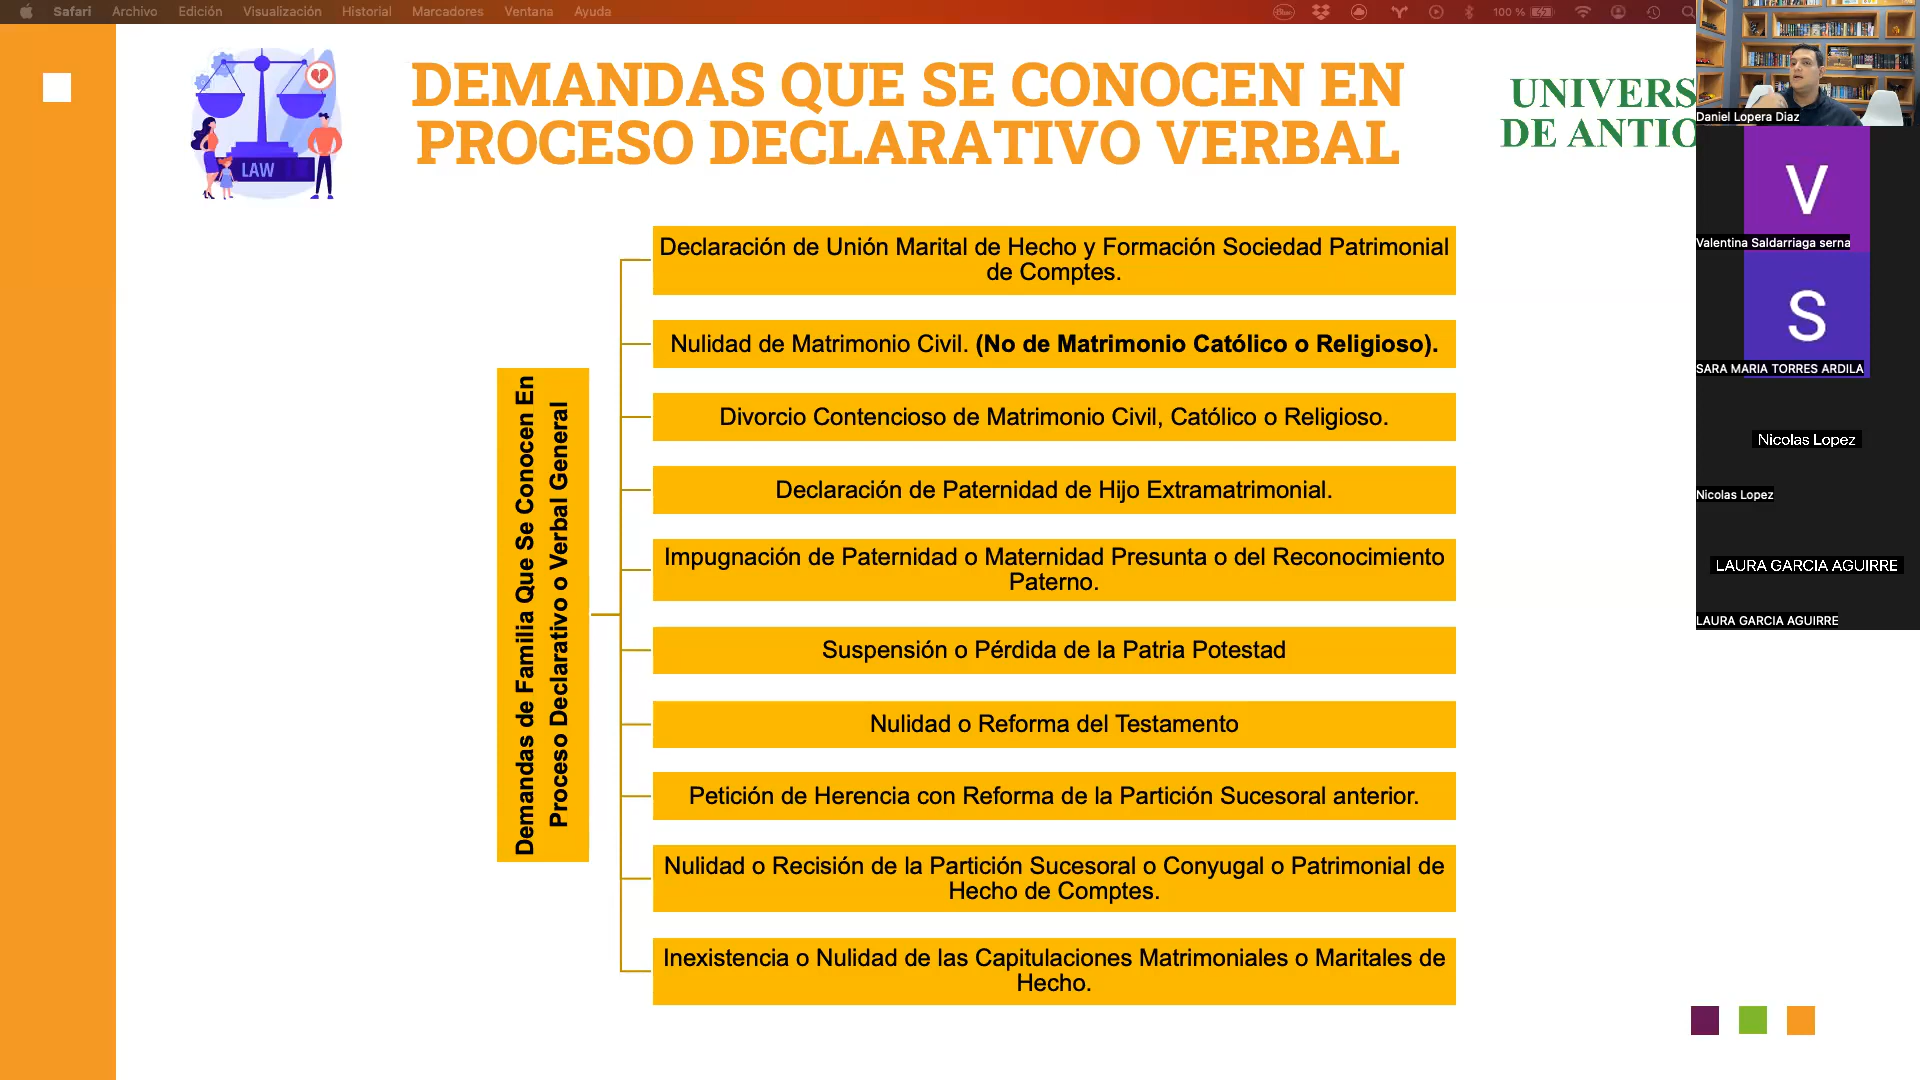 Safari Archivo Edición Visualización Historial Marcadores Ventana Ayuda
100 %
DEMANDAS QUE SE CONOCEN EN
PROCESO DECLARATIVO VERBAL
LAW
UNIVERS
DE ANTIO
Demandas de Familia Que Se Conocen En
Proceso Declarativo o Verbal General
Declaración de Unión Marital de Hecho y Formación Sociedad Patrimonial
de Comptes.
Nulidad de Matrimonio Civil. (No de Matrimonio Católico o Religioso).
Divorcio Contencioso de Matrimonio Civil, Católico o Religioso.
Declaración de Paternidad de Hijo Extramatrimonial.
Impugnación de Paternidad o Maternidad Presunta o del Reconocimiento
Paterno.
Suspensión o Pérdida de la Patria Potestad
Nulidad o Reforma del Testamento
Petición de Herencia con Reforma de la Partición Sucesoral anterior.
Nulidad o Recisión de la Partición Sucesoral o Conyugal o Patrimonial de
Hecho de Comptes.
Inexistencia o Nulidad de las Capitulaciones Matrimoniales o Maritales de
Hecho.
Daniel Lopera Diaz
V
Valentina Saldarriaga serna
S
SARA MARIA TORRES ARDILA
Nicolas Lopez
Nicolas Lopez
LAURA GARCIA AGUIRRE
LAURA GARCIA AGUIRRE